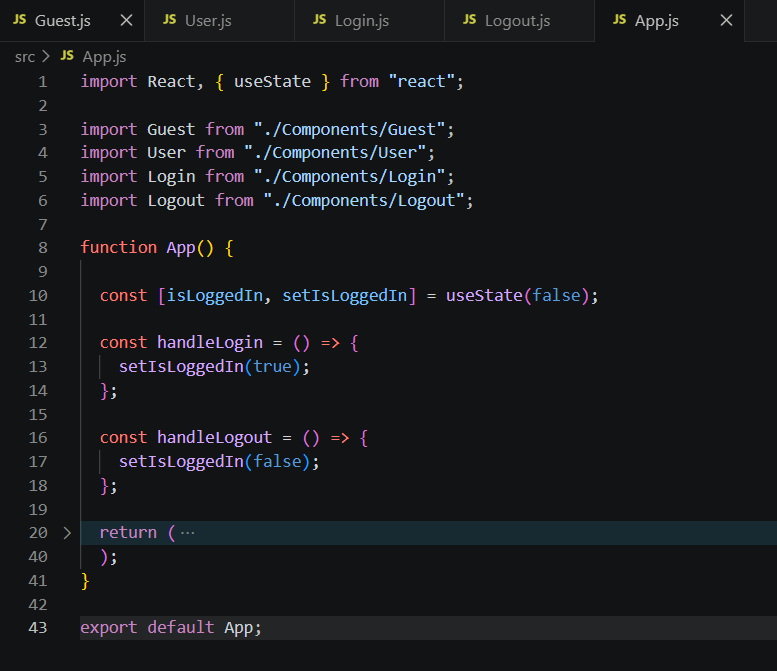 JS Guest.js
JS User.js
JS Login.js
JS Logout.js
JS App.js
src > JS App.js
1 import React, { useState } from "react";
2
3 import Guest from "./Components/Guest";
4 import User from "./Components/User";
5 import Login from "./Components/Login";
6 import Logout from "./Components/Logout";
7
8 function App() {
9
10 const [isLoggedIn, setIsLoggedIn] = useState(false);
11
12 const handleLogin = () => {
13 setIsLoggedIn(true);
14 };
15
16 const handleLogout = () => {
17 setIsLoggedIn(false);
18 };
19
20 return ( ···
40 );
41 }
42
43 export default App;